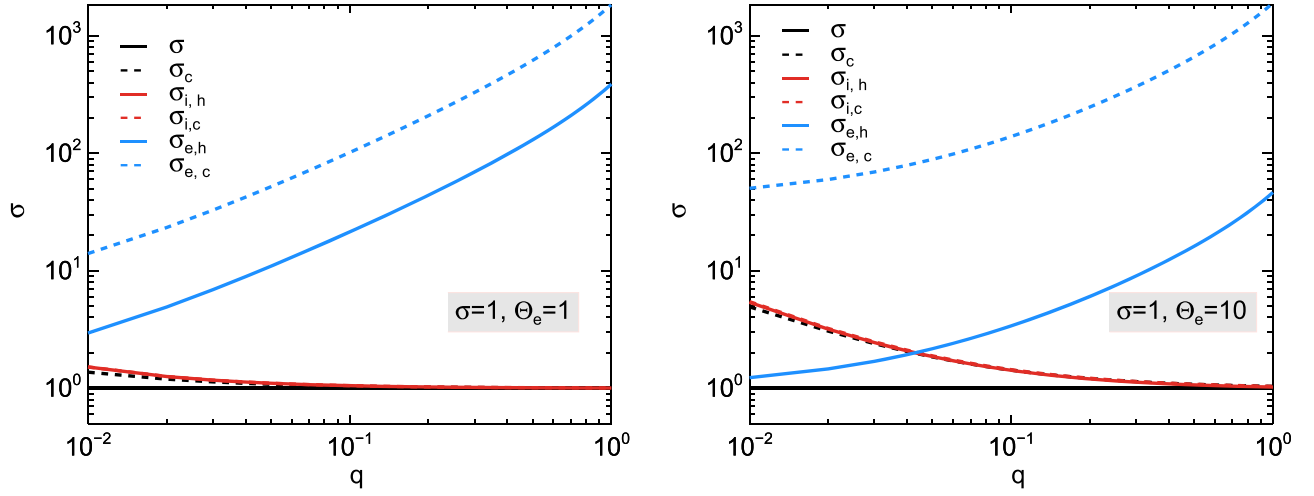 10³
10²
10¹
10⁰
σ
σ
σc
σi, h
σi,c
σe,h
σe, c
σ=1, Θe=1
10⁻²
10⁻¹
10⁰
q
10³
10²
10¹
10⁰
σ
σ
σc
σi, h
σi,c
σe,h
σe, c
σ=1, Θe=10
10⁻²
10⁻¹
10⁰
q